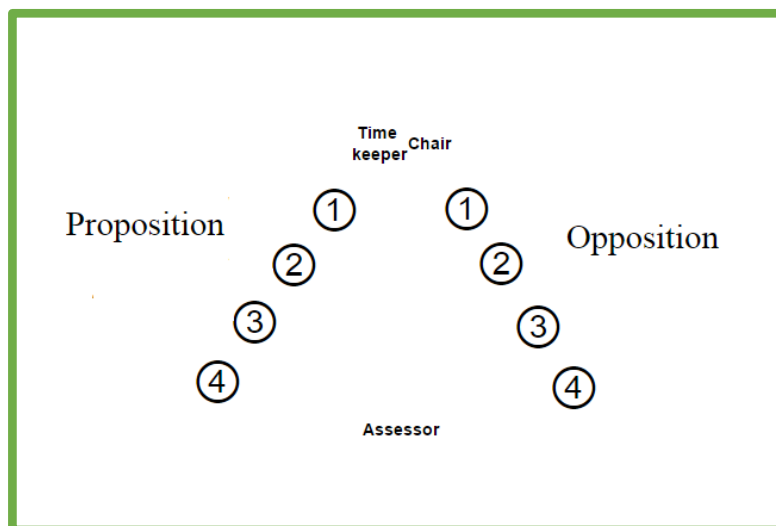 Time
keeper Chair
1 1
Proposition
Opposition
2 2
3 3
4 4
Assessor